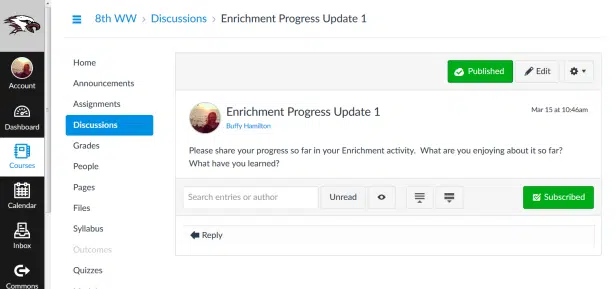 8th WW > Discussions > Enrichment Progress Update 1
Account
Dashboard
Courses
Calendar
Inbox
Commons
Home
Announcements
Assignments
Discussions
Grades
People
Pages
Files
Syllabus
Outcomes
Quizzes
Published
Edit
Enrichment Progress Update 1
Mar 15 at 10:46am
Buffy Hamilton
Please share your progress so far in your Enrichment activity. What are you enjoying about it so far?
What have you learned?
Search entries or author
Unread
Subscribed
Reply